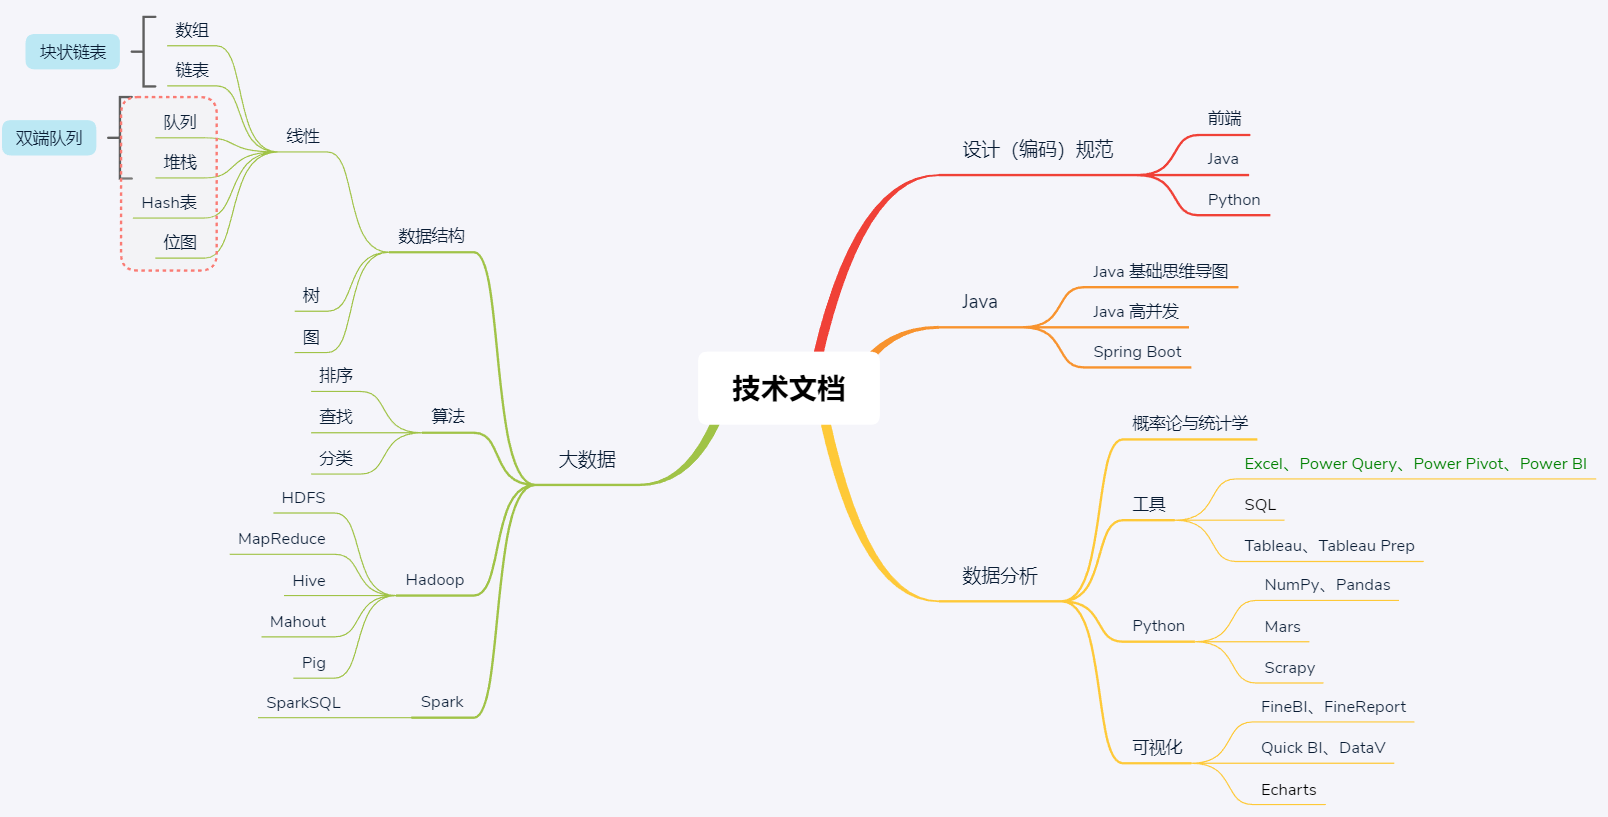 技术文档
设计（编码）规范
前端
Java
Python
Java
Java 基础思维导图
Java 高并发
Spring Boot
数据分析
概率论与统计学
工具
Excel、Power Query、Power Pivot、Power BI
SQL
Tableau、Tableau Prep
Python
NumPy、Pandas
Mars
Scrapy
可视化
FineBI、FineReport
Quick BI、DataV
Echarts
大数据
数据结构
线性
数组
链表
块状链表
队列
堆栈
双端队列
Hash表
位图
树
图
算法
排序
查找
分类
Hadoop
HDFS
MapReduce
Hive
Mahout
Pig
Spark
SparkSQL